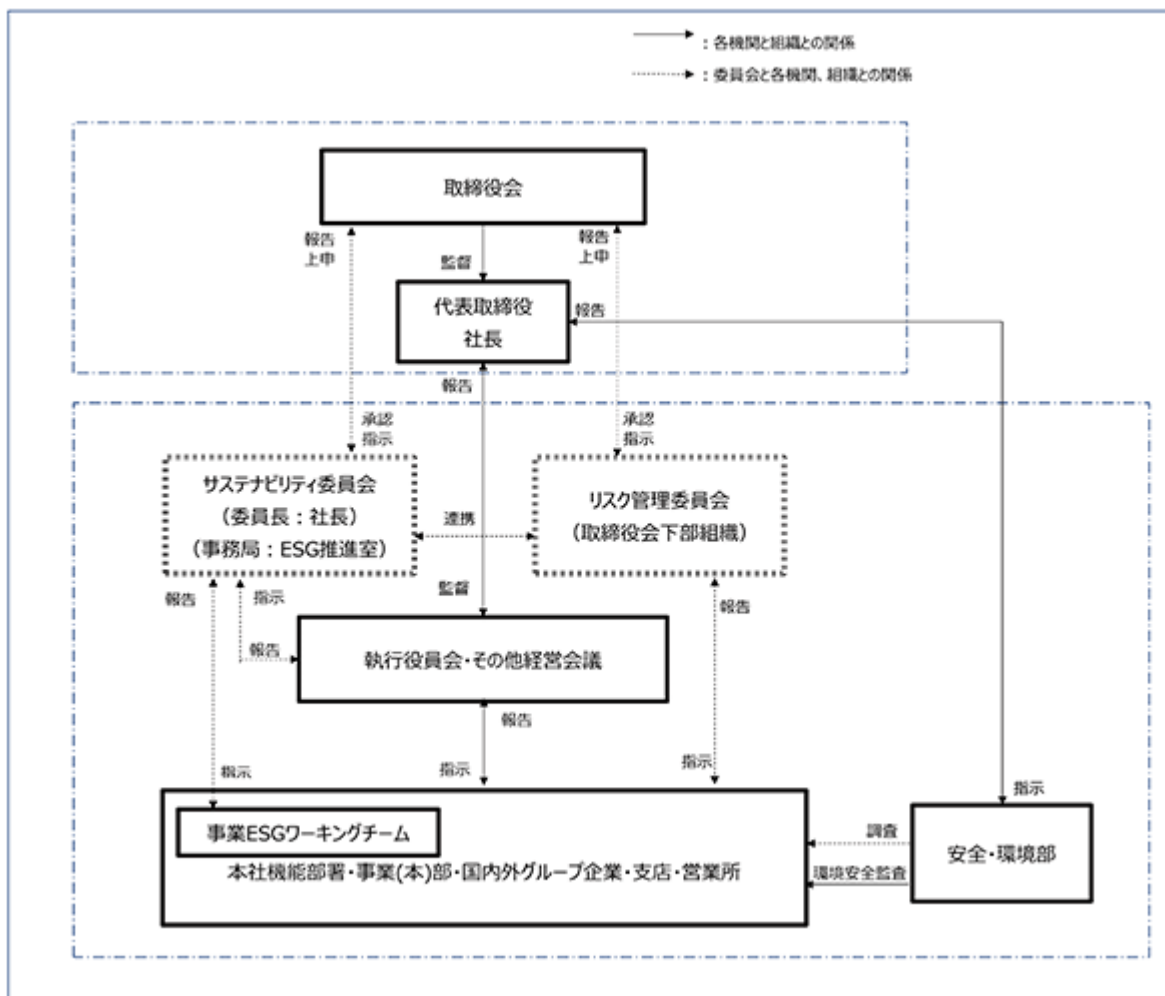 ：各機関と組織との関係
：委員会と各機関、組織との関係
取締役会
報告
上申
監督
報告
上申
代表取締役
社長
報告
報告
承認
指示
承認
指示
サステナビリティ委員会
（委員長：社長）
（事務局：ESG推進室）
連携
リスク管理委員会
（取締役会下部組織）
報告
指示
監督
報告
報告
執行役員会・その他経営会議
報告
指示
指示
指示
指示
事業ESGワーキングチーム
本社機能部署・事業(本)部・国内外グループ企業・支店・営業所
調査
環境安全監査
安全・環境部